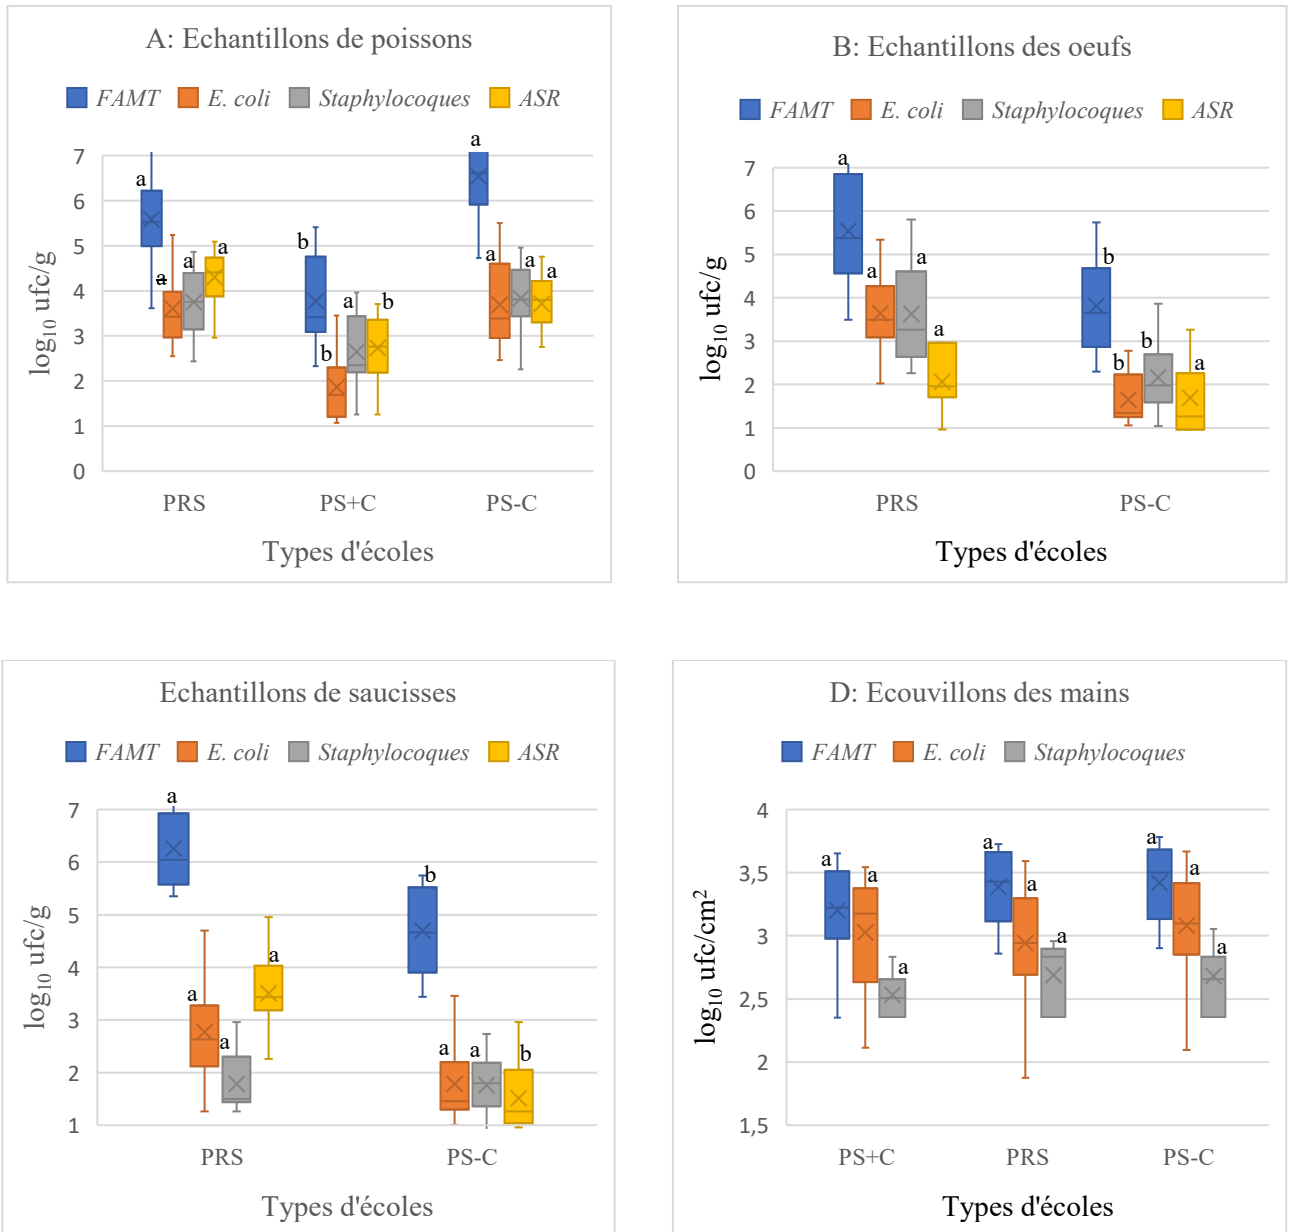 A: Echantillons de poissons
FAMT E. coli Staphylocoques ASR
log10 ufc/g
7
6
5
4
3
2
1
0
a
a
a
a
b
b
a
b
a
a
a
a
PRS PS+C PS-C
Types d'écoles
B: Echantillons des oeufs
FAMT E. coli Staphylocoques ASR
log10 ufc/g
7
6
5
4
3
2
1
0
a
a
a
a
b
b
b
a
PRS PS-C
Types d'écoles
Echantillons de saucisses
FAMT E. coli Staphylocoques ASR
log10 ufc/g
7
6
5
4
3
2
1
a
a
a
a
b
a
a
b
PRS PS-C
Types d'écoles
D: Ecouvillons des mains
FAMT E. coli Staphylocoques
log10 ufc/cm2
4
3,5
3
2,5
2
1,5
a
a
a
a
a
a
a
a
a
PS+C PRS PS-C
Types d'écoles